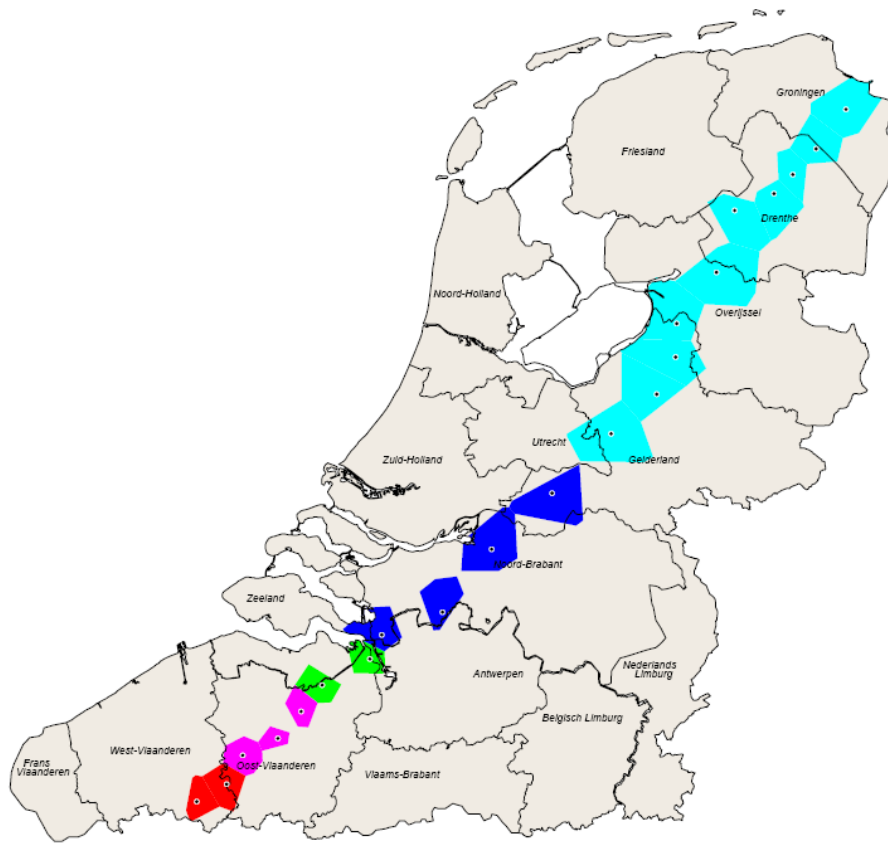 Groningen
Friesland
Drenthe
Noord-Holland
Overijssel
Utrecht
Zuid-Holland
Gelderland
Noord-Brabant
Zeeland
Nederlands
Limburg
Antwerpen
Belgisch Limburg
West-Vlaanderen
Frans
Vlaanderen
Oost-Vlaanderen
Vlaams-Brabant